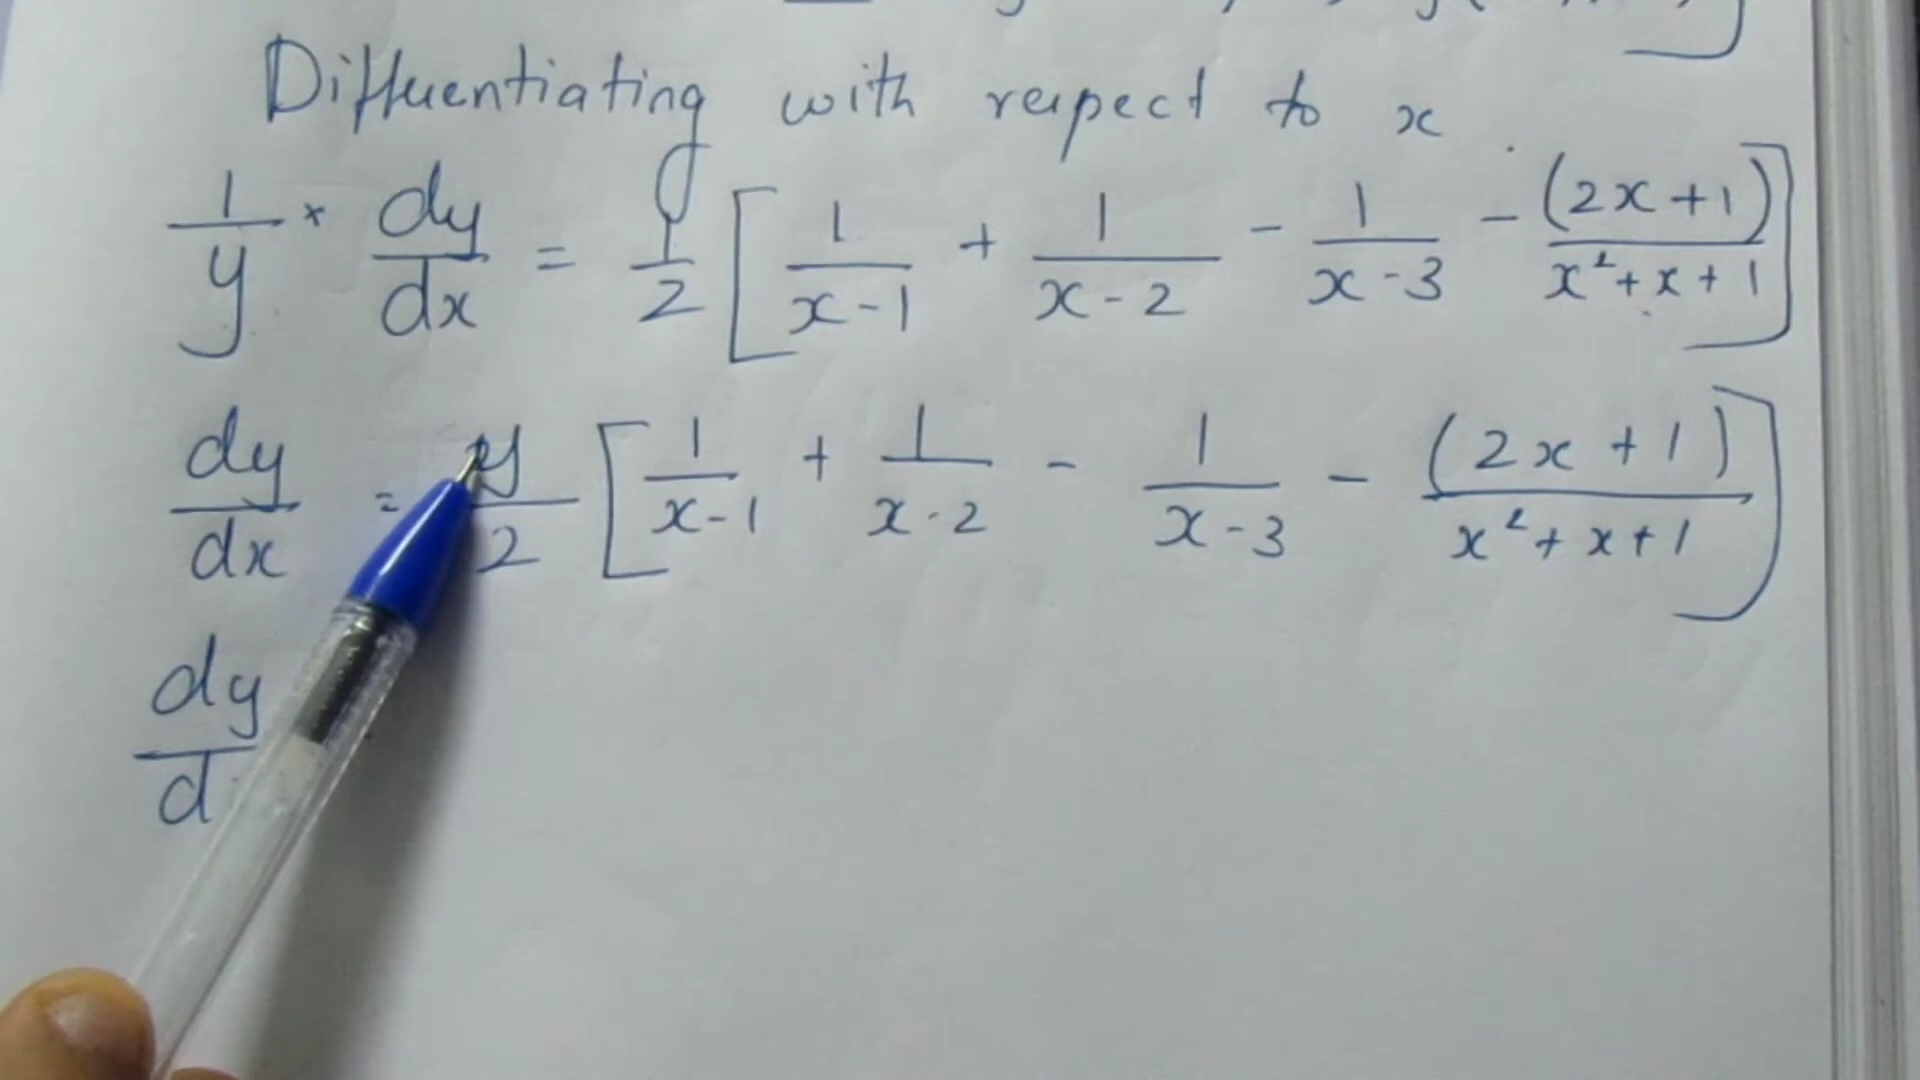 Differentiating with respect to x
1/y * dy/dx = 1/2 [ 1/(x-1) + 1/(x-2) - 1/(x-3) - (2x+1)/(x²+x+1) ]
dy/dx = y/2 [ 1/(x-1) + 1/(x-2) - 1/(x-3) - (2x+1)/(x²+x+1) ]
dy/d